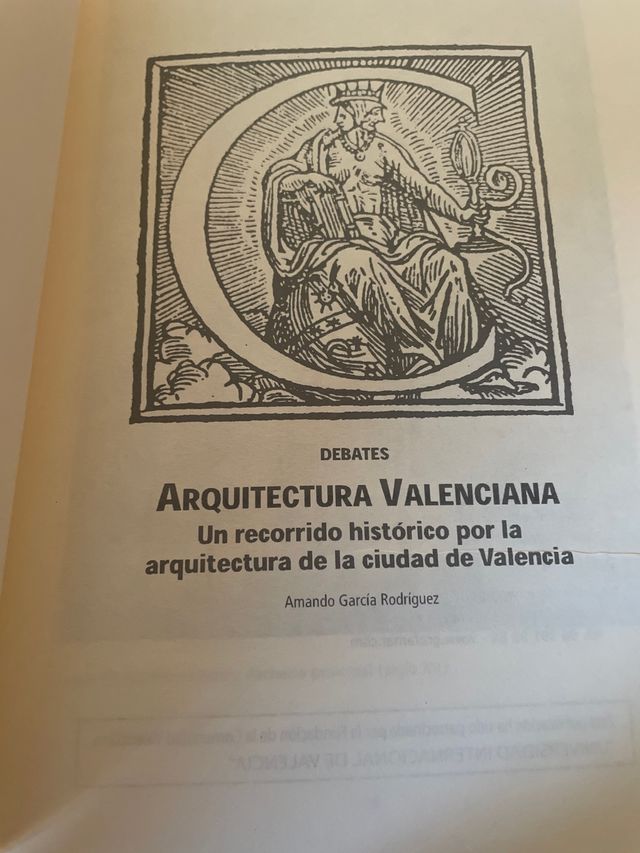 C
DEBATES
ARQUITECTURA VALENCIANA
Un recorrido histórico por la
arquitectura de la ciudad de Valencia
Amando García Rodríguez